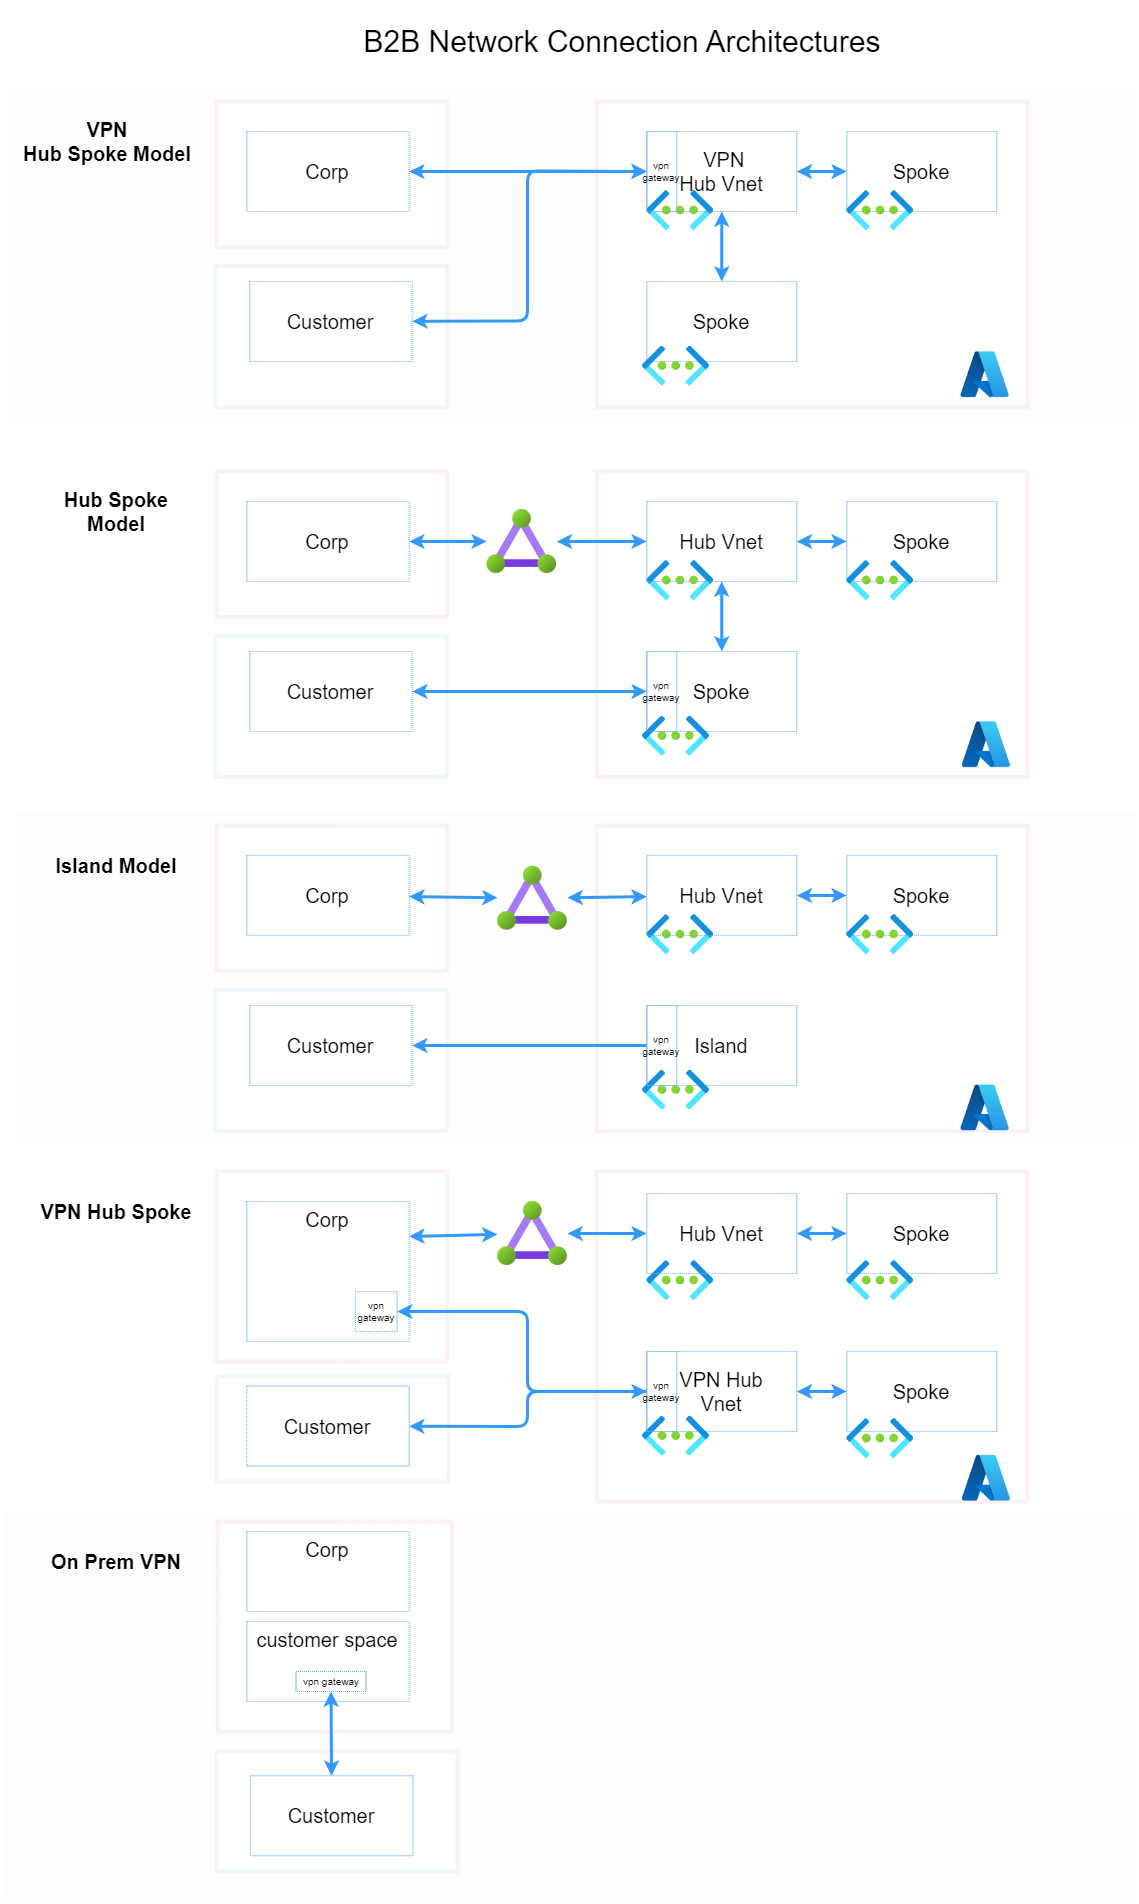 B2B Network Connection Architectures
VPN
Hub Spoke Model
Corp
vpn
gateway
VPN
Hub Vnet
Spoke
Customer
Spoke
Hub Spoke
Model
Corp
Hub Vnet
Spoke
Customer
vpn
gateway
Spoke
Island Model
Corp
Hub Vnet
Spoke
Customer
vpn
gateway
Island
VPN Hub Spoke
Corp
vpn
gateway
Hub Vnet
Spoke
Customer
vpn
gateway
VPN Hub
Vnet
Spoke
On Prem VPN
Corp
customer space
vpn gateway
Customer